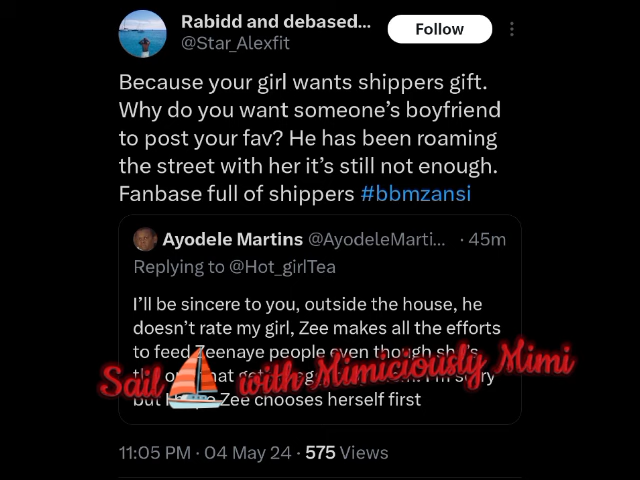 Rabidd and debased...
@Star_Alexfit
Follow
Because your girl wants shippers gift.
Why do you want someone's boyfriend
to post your fav? He has been roaming
the street with her it's still not enough.
Fanbase full of shippers #bbmzansi
Ayodele Martins @AyodeleMarti... · 45m
Replying to @Hot_girlTea
I'll be sincere to you, outside the house, he
doesn't rate my girl, Zee makes all the efforts
to feed Zeenaye people even though she's
Sail with Mimiciously Mimi
but I Zee chooses herself first
11:05 PM · 04 May 24 · 575 Views